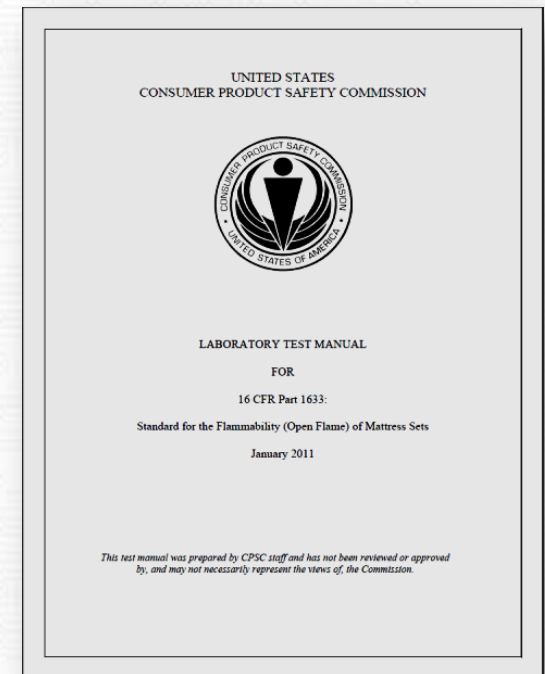 UNITED STATES
CONSUMER PRODUCT SAFETY COMMISSION
CONSUMER PRODUCT SAFETY COMMISSION
UNITED STATES OF AMERICA
LABORATORY TEST MANUAL
FOR
16 CFR Part 1633:
Standard for the Flammability (Open Flame) of Mattress Sets
January 2011
This test manual was prepared by CPSC staff and has not been reviewed or approved
by, and may not necessarily represent the views of, the Commission.